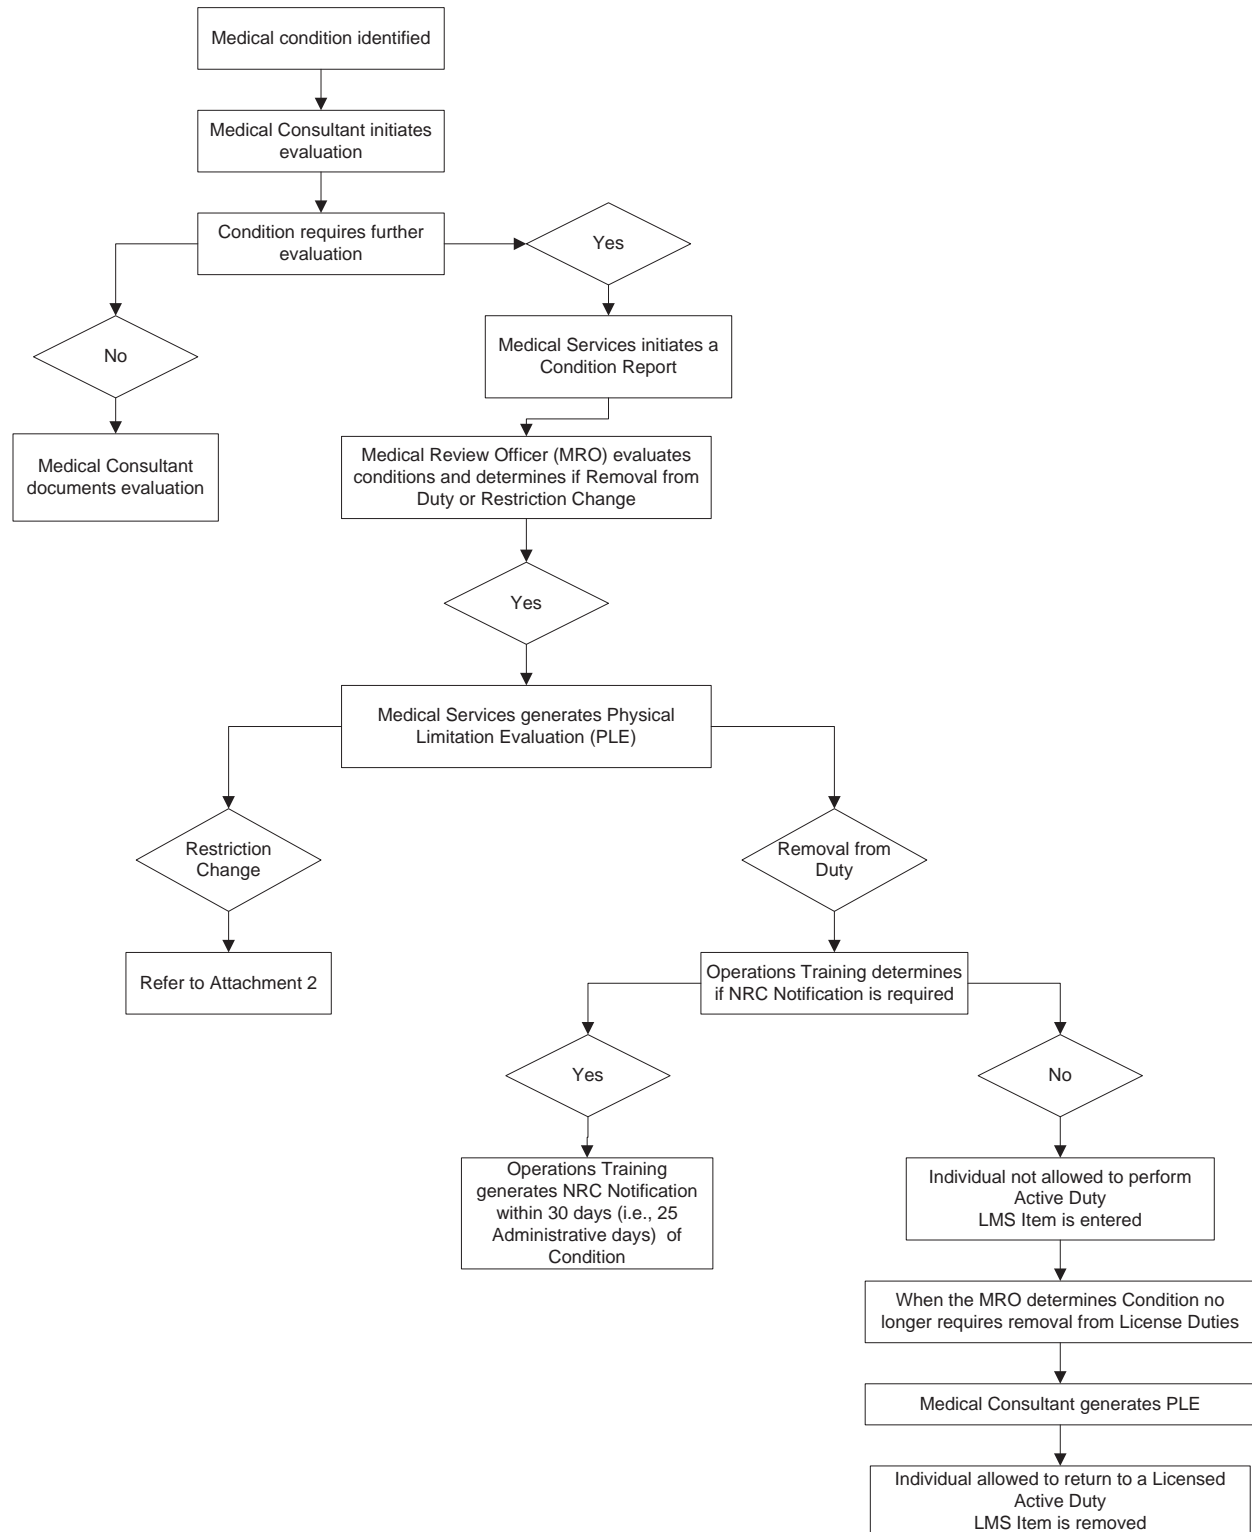 Medical condition identified
Medical Consultant initiates
evaluation
Condition requires further
evaluation
Yes
No
Medical Services initiates a
Condition Report
Medical Consultant
documents evaluation
Medical Review Officer (MRO) evaluates
conditions and determines if Removal from
Duty or Restriction Change
Yes
Medical Services generates Physical
Limitation Evaluation (PLE)
Restriction
Change
Removal from
Duty
Refer to Attachment 2
Operations Training determines
if NRC Notification is required
Yes
No
Operations Training
generates NRC Notification
within 30 days (i.e., 25
Administrative days)  of
Condition
Individual not allowed to perform
Active Duty
LMS Item is entered
When the MRO determines Condition no
longer requires removal from License Duties
Medical Consultant generates PLE
Individual allowed to return to a Licensed
Active Duty
LMS Item is removed